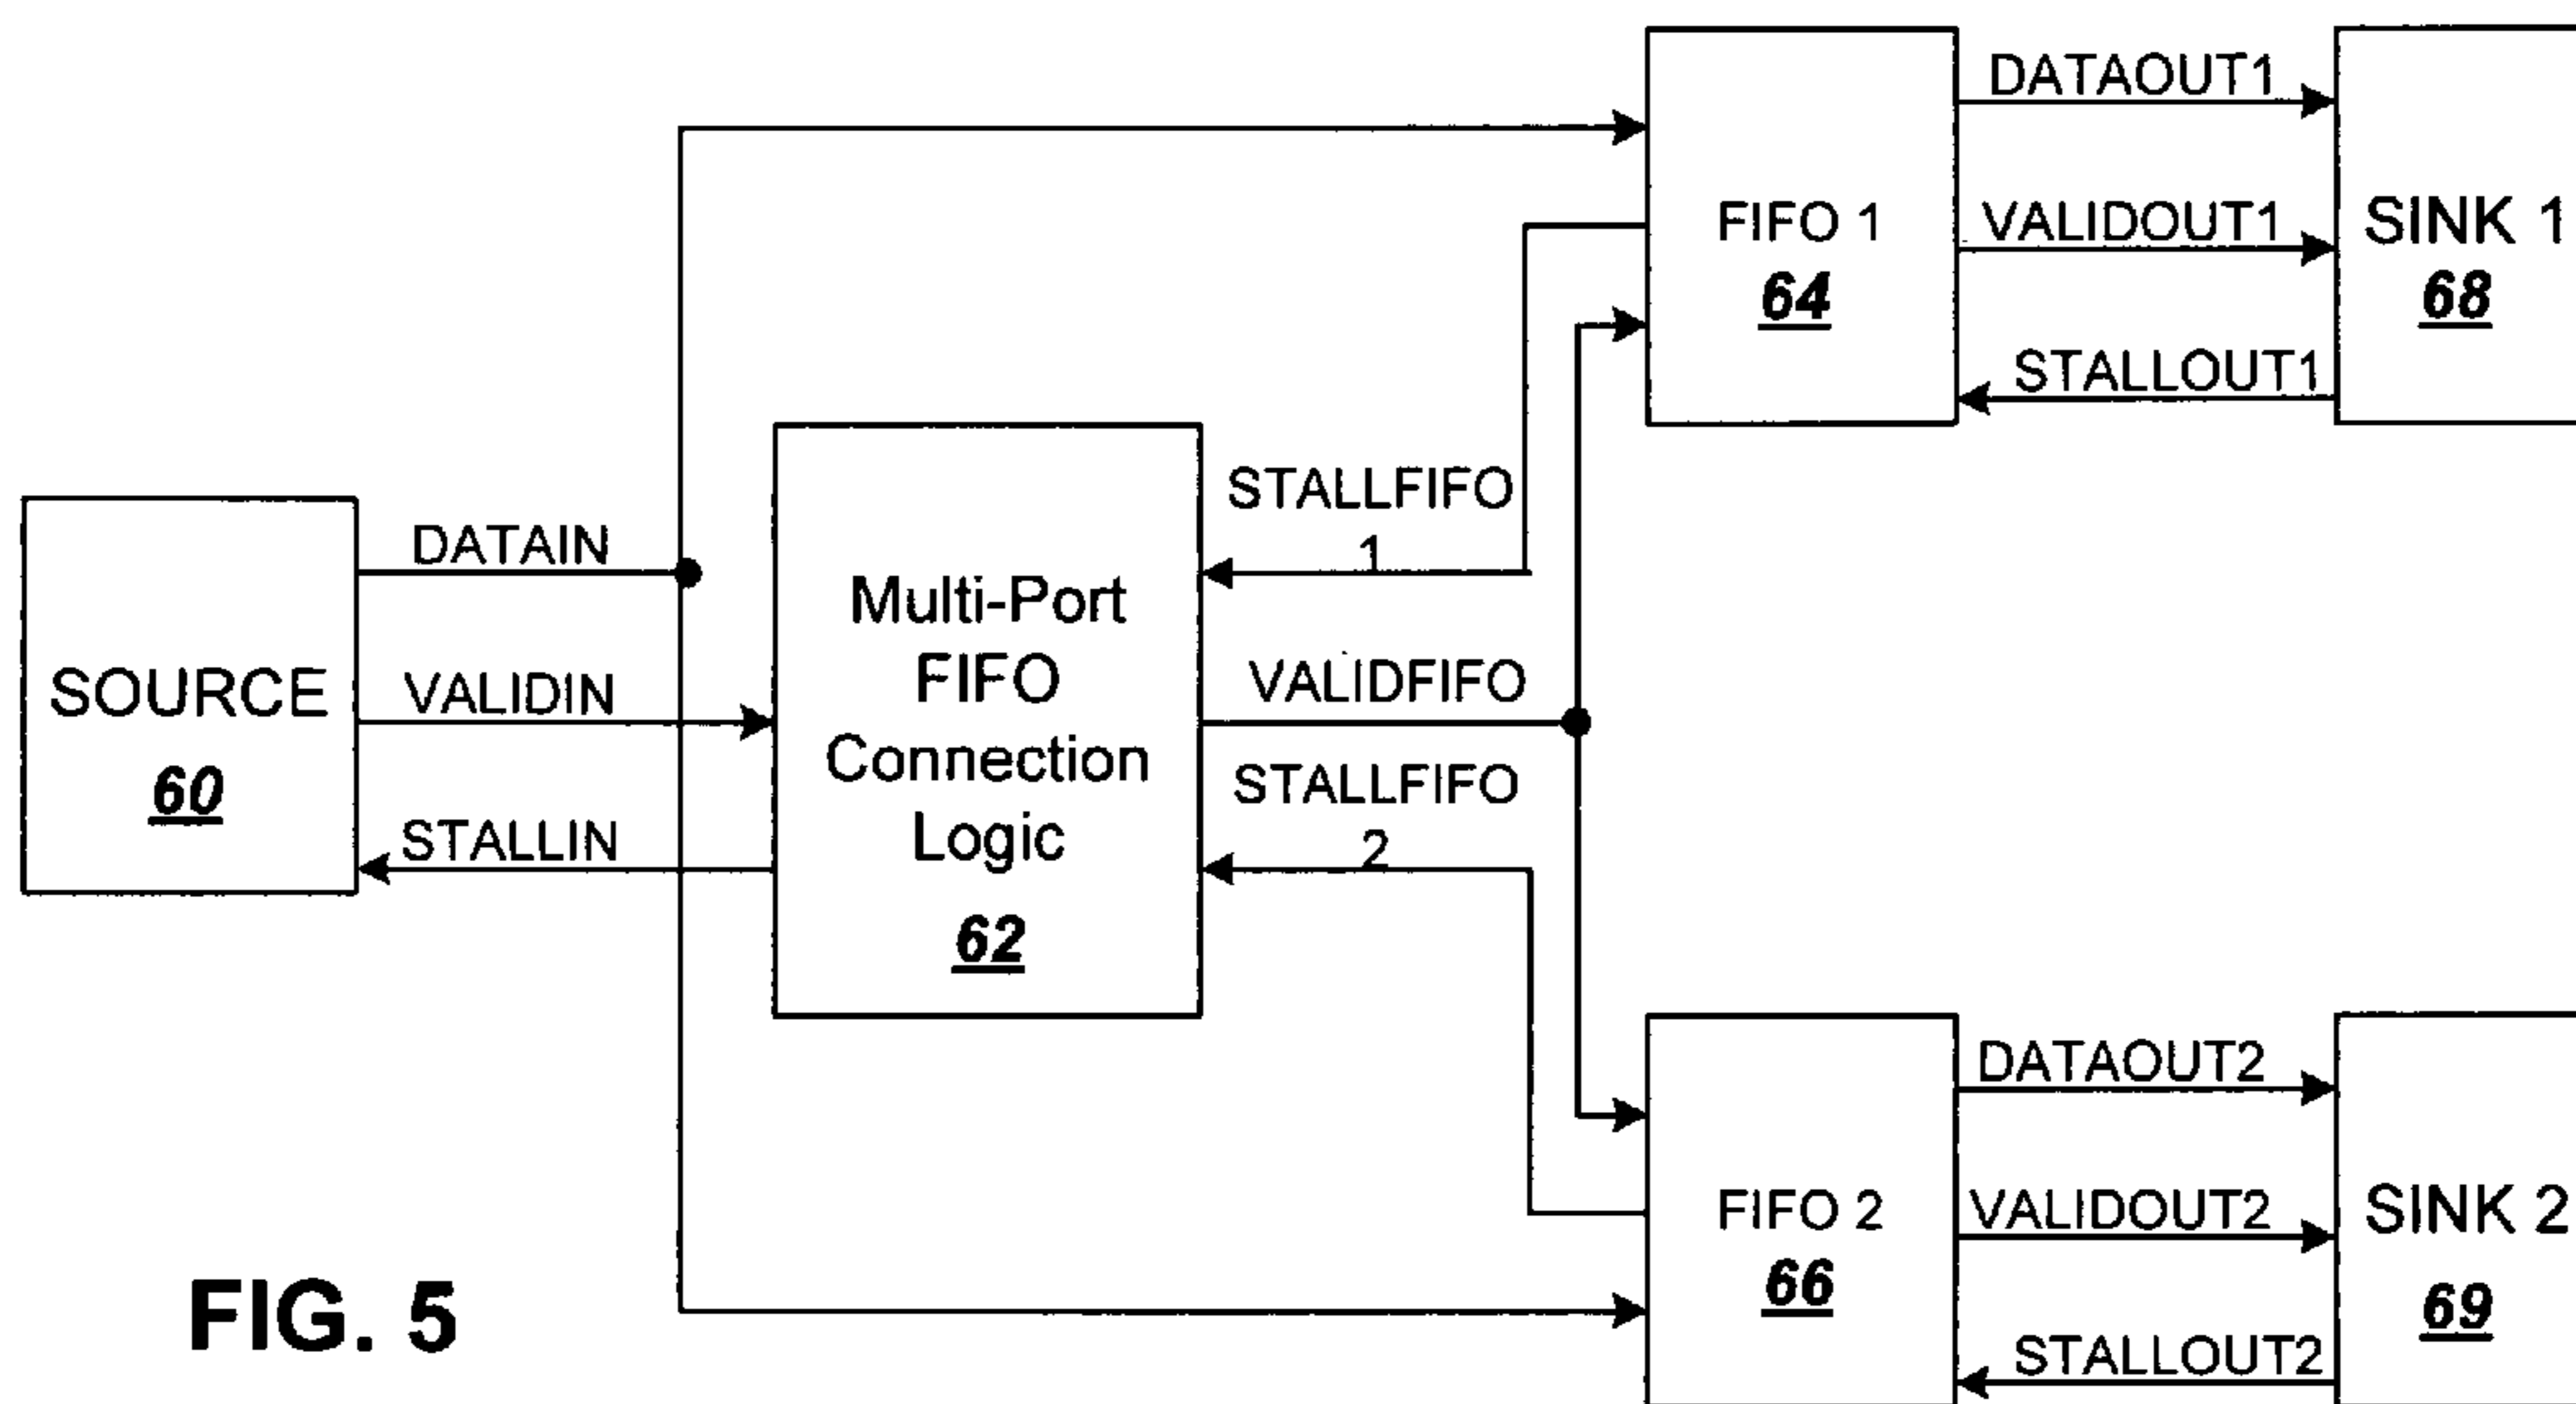 DATAOUT1
FIFO 1
64
VALIDOUT1
STALLOUT1
SINK 1
68
SOURCE
60
DATAIN
VALIDIN
STALLIN
Multi-Port
FIFO
Connection
Logic
62
STALLFIFO
1
VALIDFIFO
STALLFIFO
2
FIFO 2
66
DATAOUT2
VALIDOUT2
STALLOUT2
SINK 2
69
FIG. 5